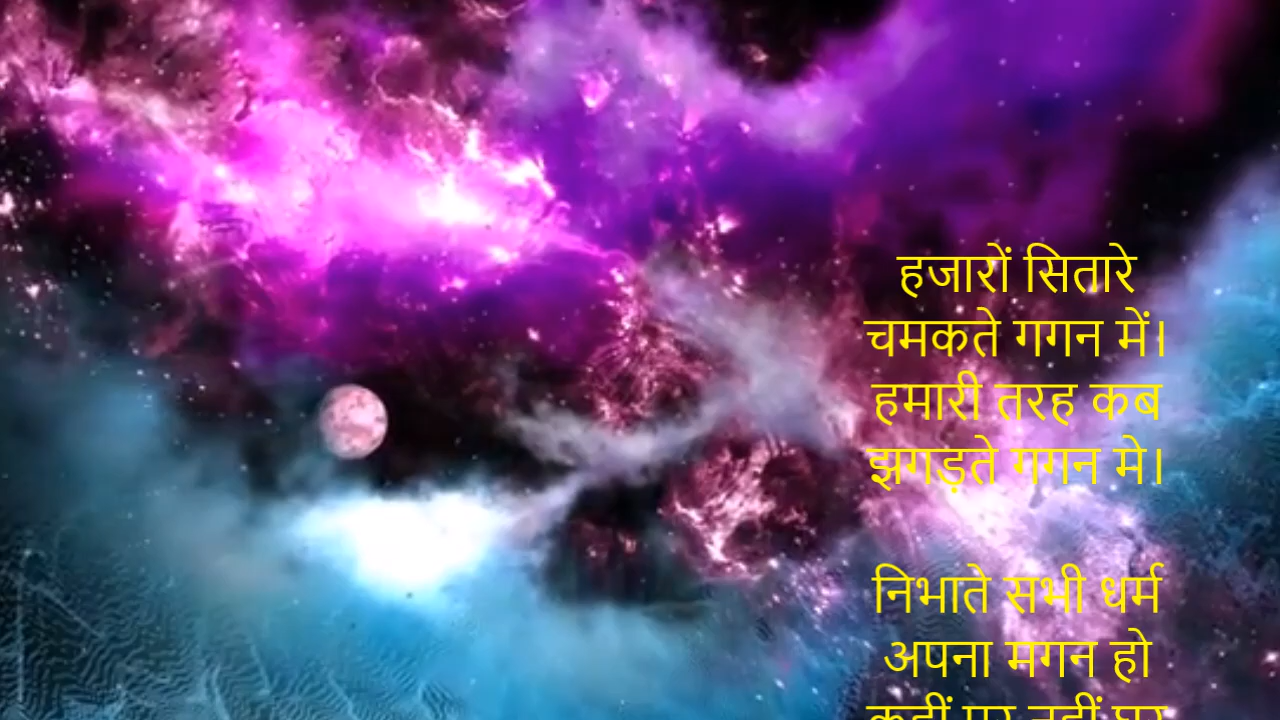 हजारों सितारे
चमकते गगन में।
हमारी तरह कब
झगड़ते गगन मे।
निभाते सभी धर्म
अपना मगन हो